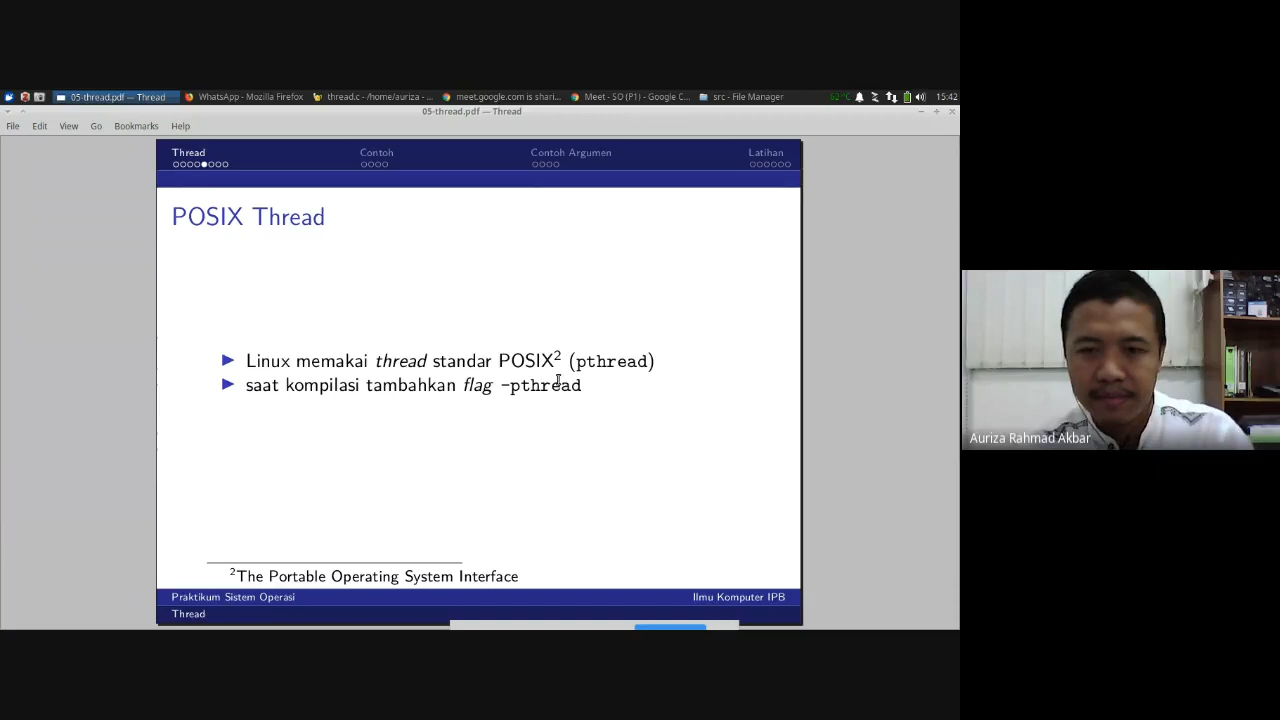 05-thread.pdf — Thread
WhatsApp - Mozilla Firefox
thread.c - /home/auriza - ...
meet.google.com is shari...
Meet - SO (P1) - Google C...
src - File Manager
52°C
15:42
05-thread.pdf — Thread
File Edit View Go Bookmarks Help
Thread Contoh Contoh Argumen Latihan
POSIX Thread
Linux memakai thread standar POSIX2 (pthread)
saat kompilasi tambahkan flag -pthread
2The Portable Operating System Interface
Praktikum Sistem Operasi Ilmu Komputer IPB
Thread
Auriza Rahmad Akbar